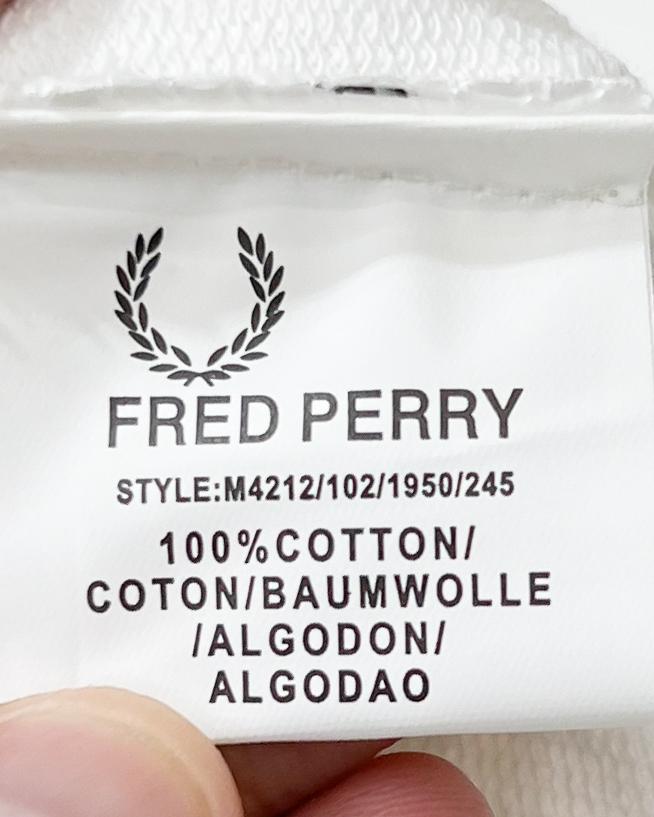 FRED PERRY
STYLE:M4212/102/1950/245
100%COTTON/
COTON/BAUMWOLLE
/ALGODON/
ALGODAO